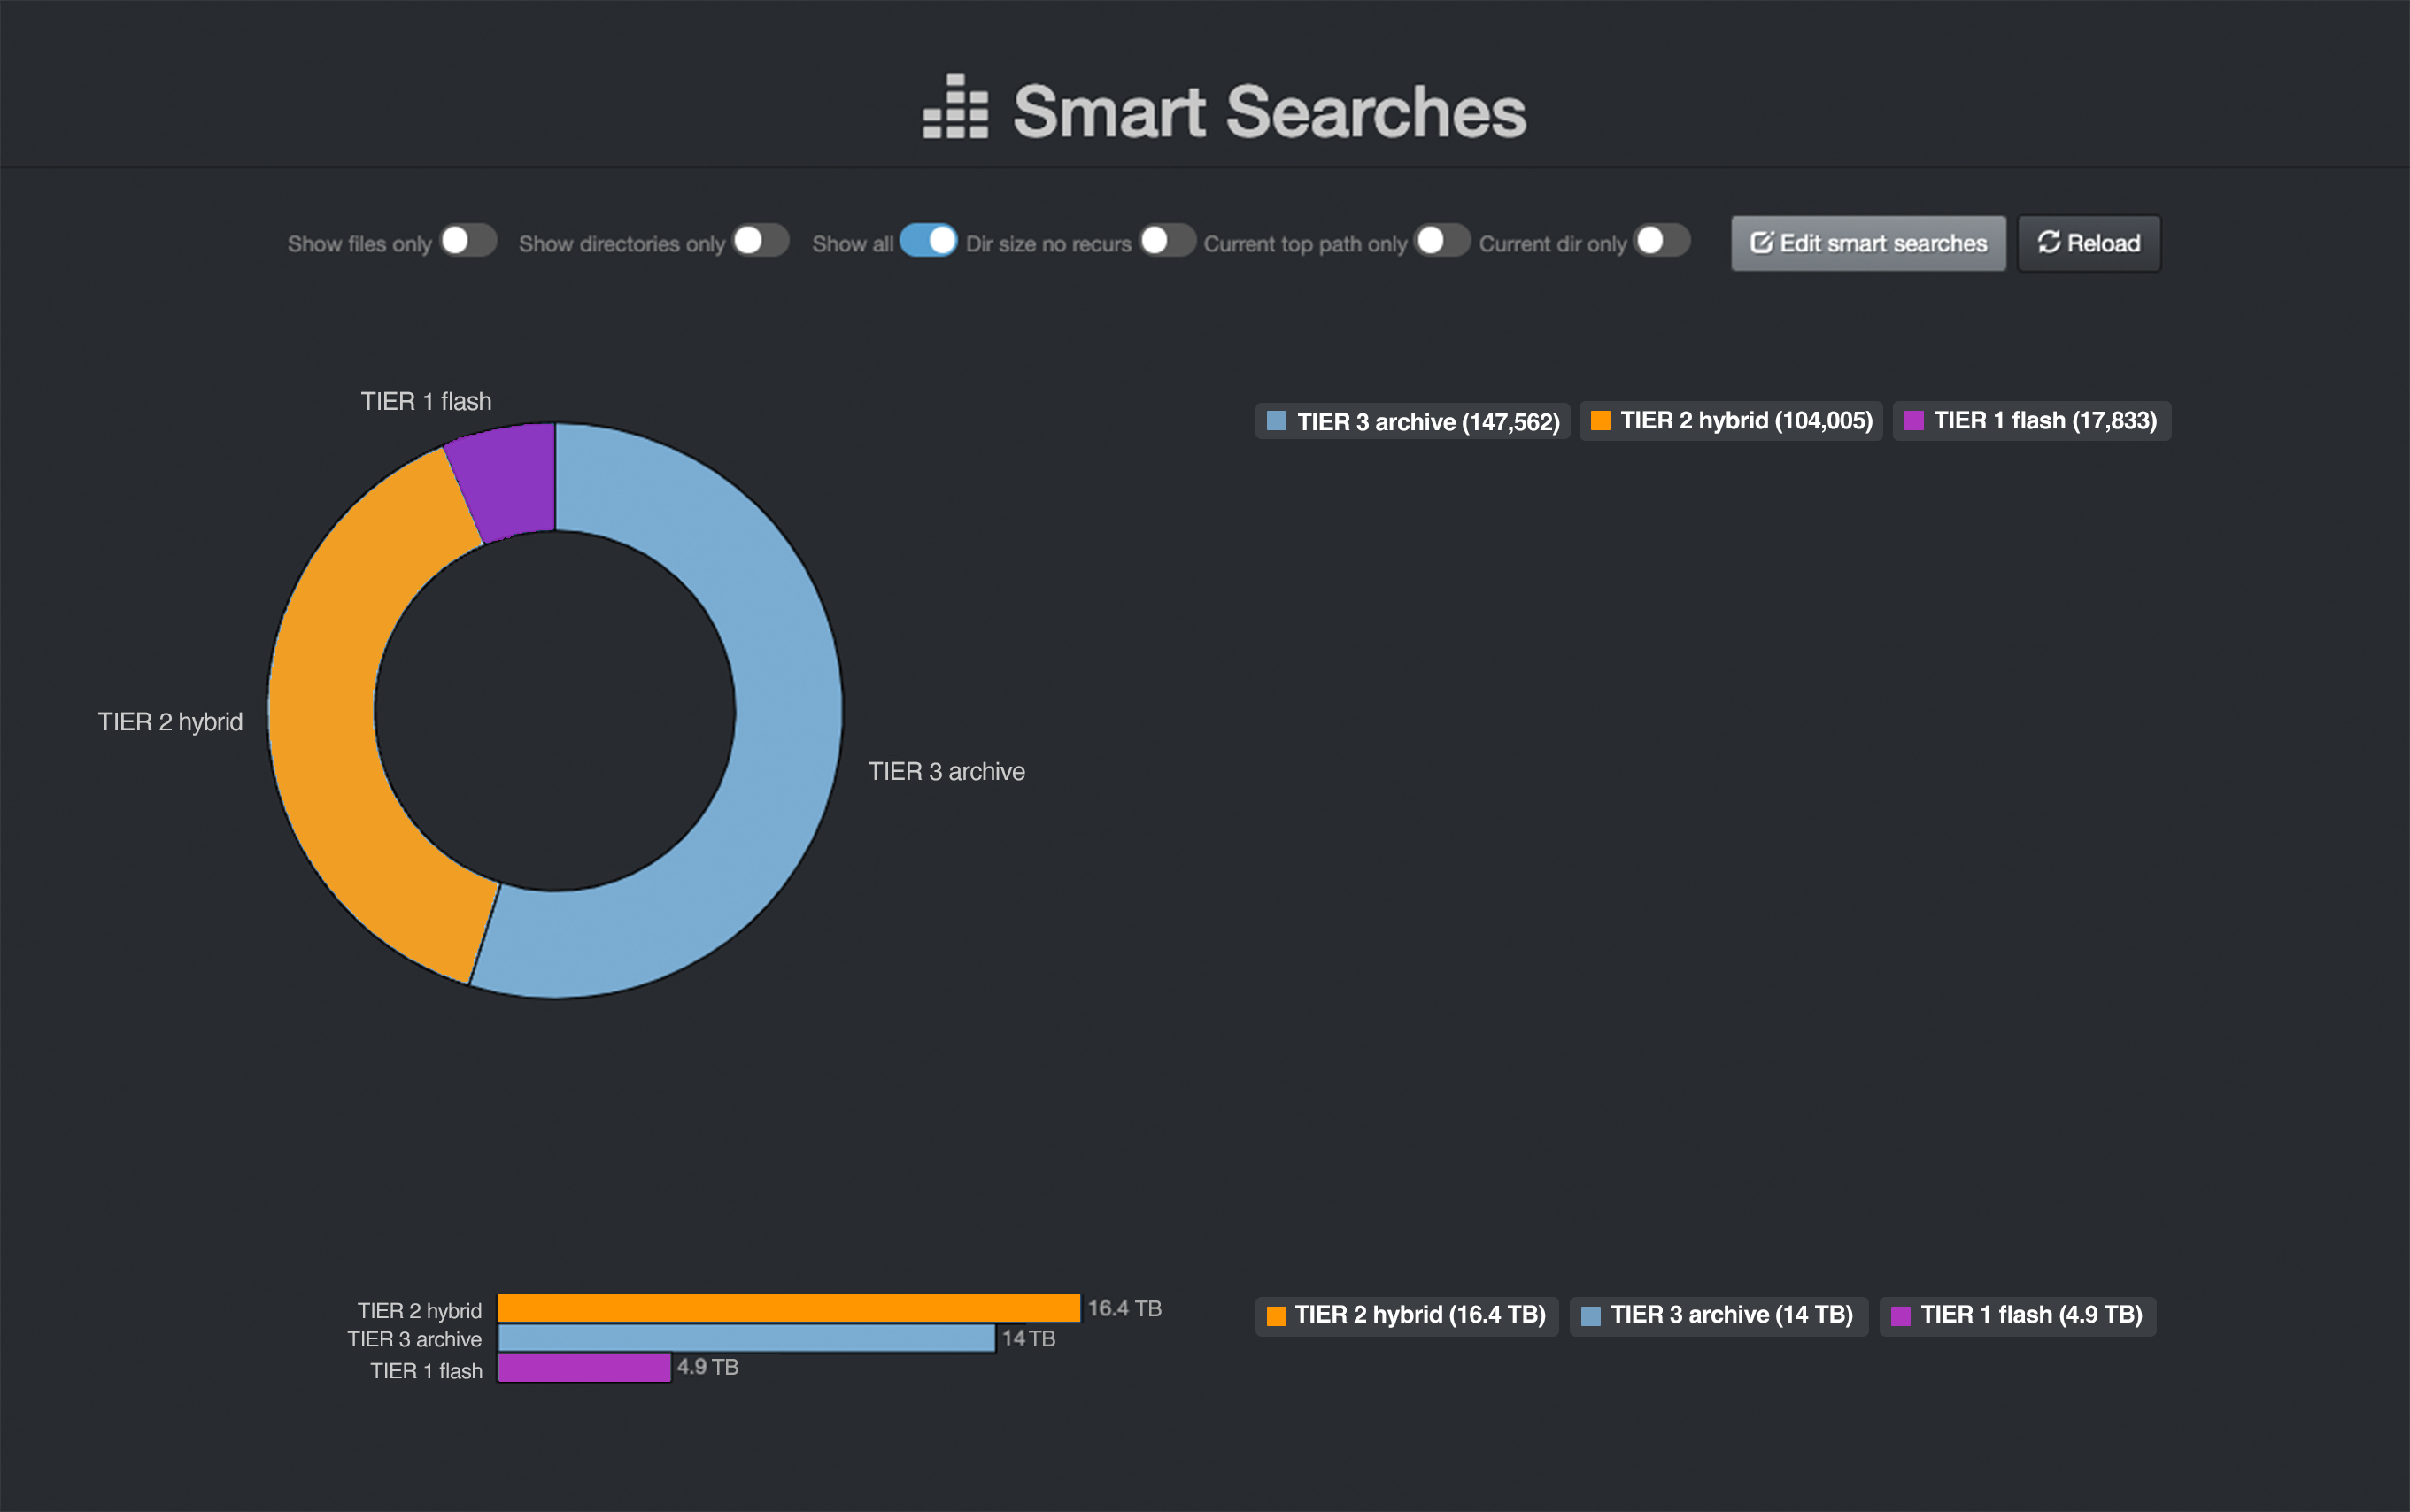 Smart Searches
Show files only Show directories only Show all Dir size no recurs Current top path only Current dir only Edit smart searches Reload
TIER 1 flash
TIER 2 hybrid
TIER 3 archive
TIER 3 archive (147,562) TIER 2 hybrid (104,005) TIER 1 flash (17,833)
TIER 2 hybrid 16.4 TB
TIER 3 archive 14 TB
TIER 1 flash 4.9 TB
TIER 2 hybrid (16.4 TB) TIER 3 archive (14 TB) TIER 1 flash (4.9 TB)